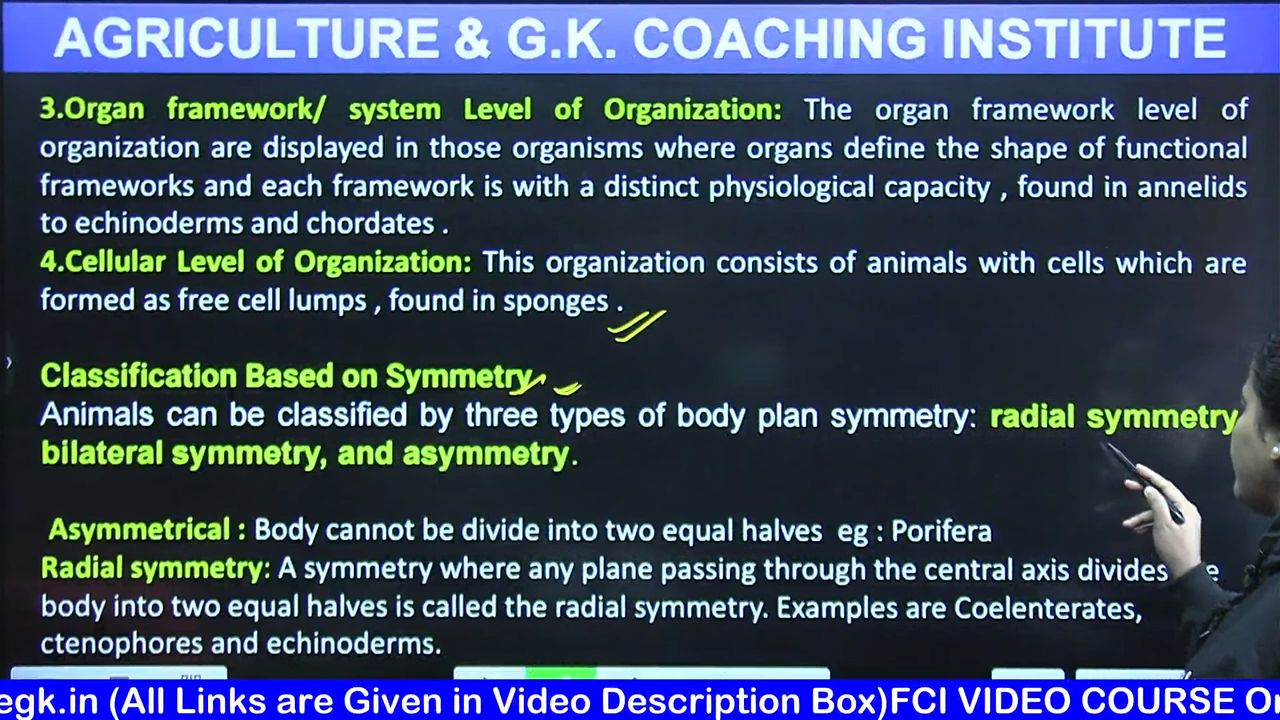 AGRICULTURE & G.K. COACHING INSTITUTE
3.Organ framework/ system Level of Organization: The organ framework level of
organization are displayed in those organisms where organs define the shape of functional
frameworks and each framework is with a distinct physiological capacity , found in annelids
to echinoderms and chordates .
4.Cellular Level of Organization: This organization consists of animals with cells which are
formed as free cell lumps , found in sponges .
Classification Based on Symmetry
Animals can be classified by three types of body plan symmetry: radial symmetry
bilateral symmetry, and asymmetry.
Asymmetrical : Body cannot be divide into two equal halves eg : Porifera
Radial symmetry: A symmetry where any plane passing through the central axis divides
body into two equal halves is called the radial symmetry. Examples are Coelenterates,
ctenophores and echinoderms.
egk.in (All Links are Given in Video Description Box)FCI VIDEO COURSE